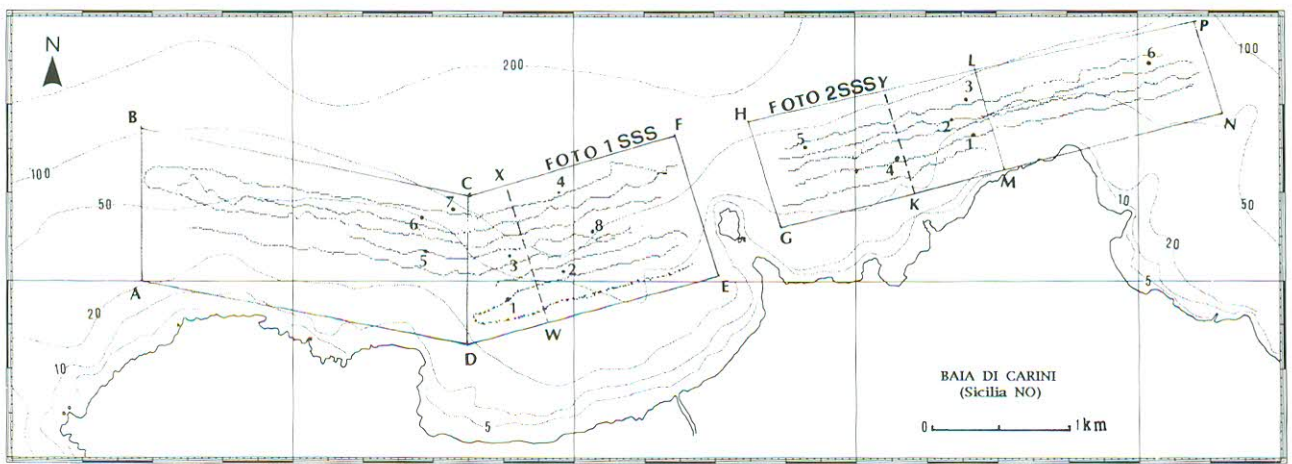 N
200
100
P
L
6
H
FOTO 2SSSY
3
B
F
FOTO 1 SSS
5
2
1
N
100
C
X
4
4
50
7
6
8
K
M
50
10
G
5
3
2
20
A
E
5
20
1
W
D
10
BAIA DI CARINI
(Sicilia NO)
5
0
1 km